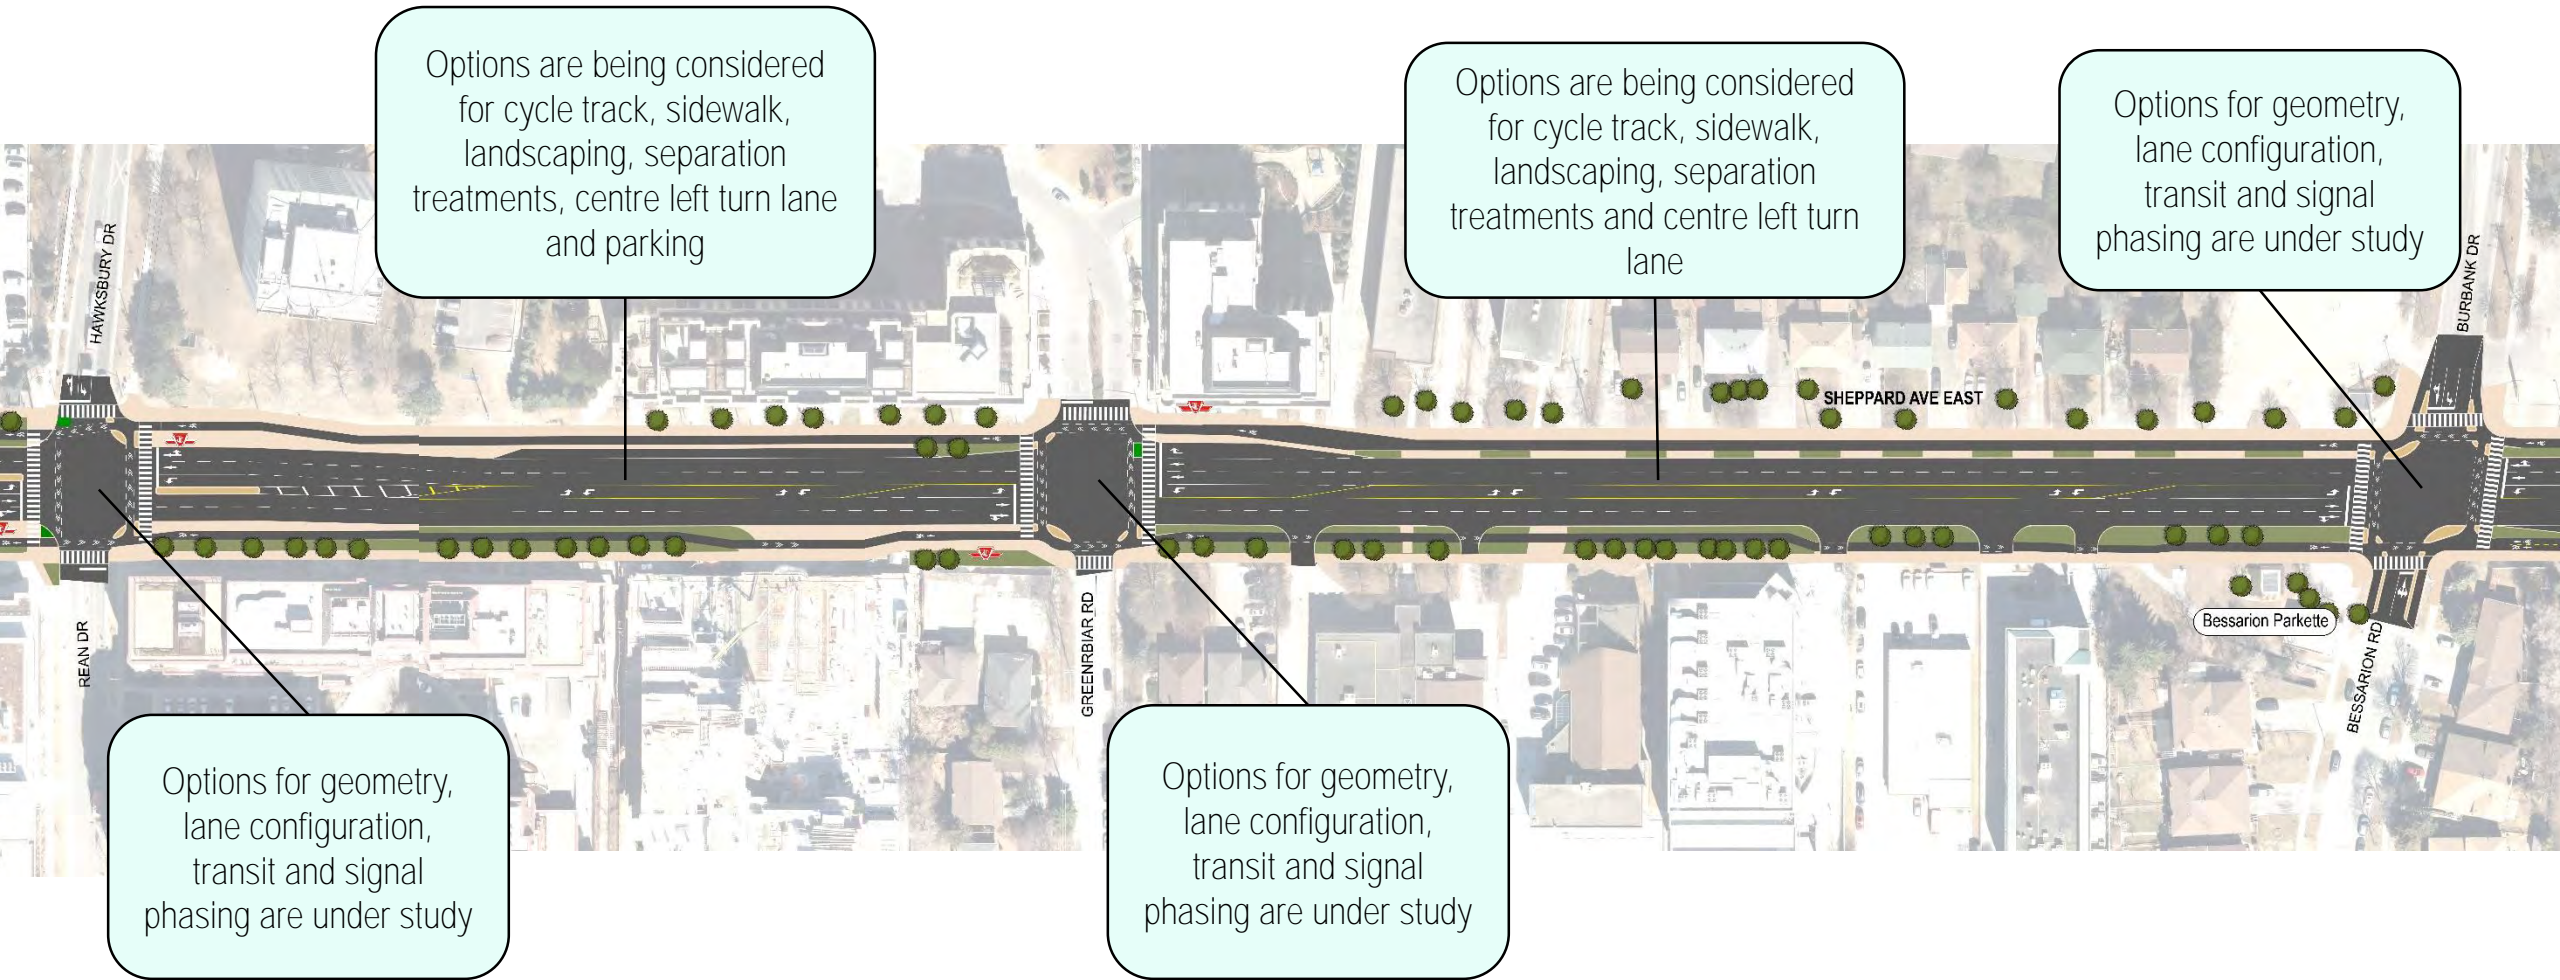 Options are being considered
for cycle track, sidewalk,
landscaping, separation
treatments, centre left turn lane
and parking
Options are being considered
for cycle track, sidewalk,
landscaping, separation
treatments and centre left turn
lane
Options for geometry,
lane configuration,
transit and signal
phasing are under study
HAWKSBURY DR
BURBANK DR
SHEPPARD AVE EAST
REAN DR
GREENRBIAR RD
Bessarion Parkette
BESSARION RD
Options for geometry,
lane configuration,
transit and signal
phasing are under study
Options for geometry,
lane configuration,
transit and signal
phasing are under study